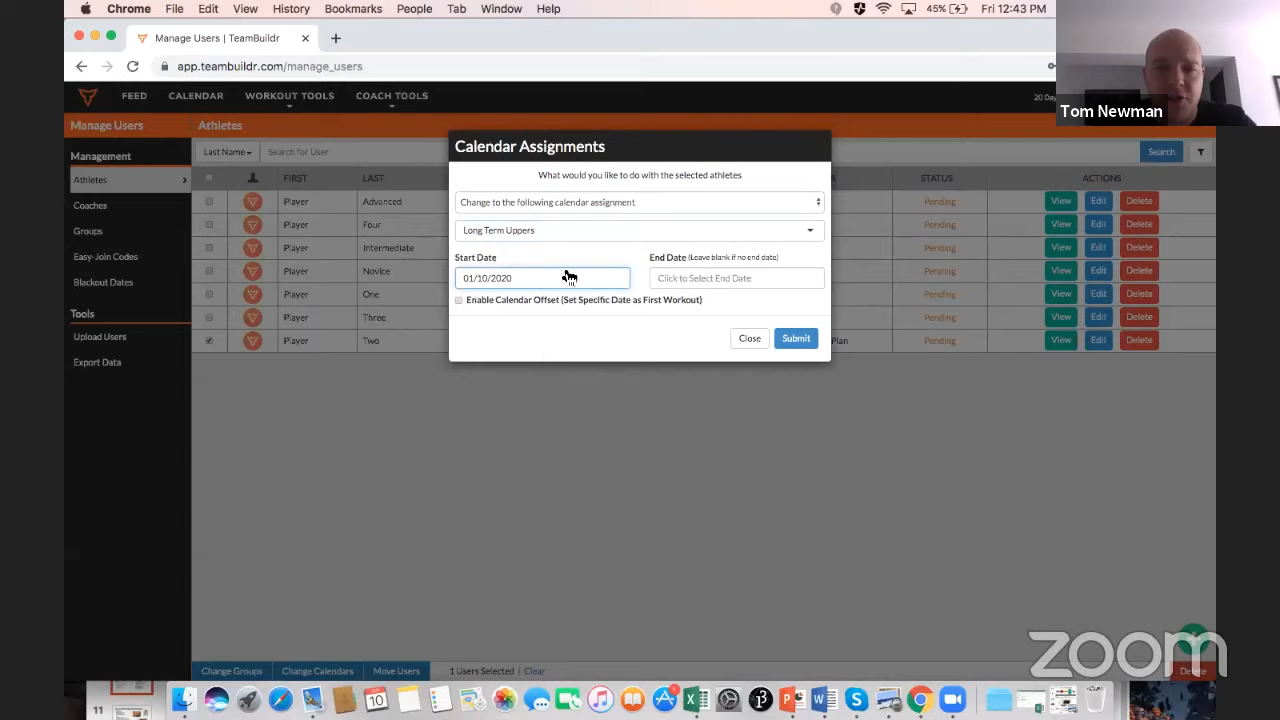 Chrome File Edit View History Bookmarks People Tab Window Help 45% Fri 12:43 PM
Manage Users | TeamBuildr
app.teambuildr.com/manage_users
Tom Newman
FEED CALENDAR WORKOUT TOOLS COACH TOOLS 20 Day
Manage Users Athletes
Management
Athletes
Coaches
Groups
Easy-Join Codes
Blackout Dates
Tools
Upload Users
Export Data
Last Name Search for User Search
FIRST LAST STATUS ACTIONS
Player Advanced Pending View Edit Delete
Player Four Pending View Edit Delete
Player Intermediate Pending View Edit Delete
Player Novice Pending View Edit Delete
Player One Pending View Edit Delete
Player Three Pending View Edit Delete
Player Two Plan Pending View Edit Delete
Calendar Assignments
What would you like to do with the selected athletes
Change to the following calendar assignment
Long Term Uppers
Start Date End Date (Leave blank if no end date)
01/10/2020 Click to Select End Date
Enable Calendar Offset (Set Specific Date as First Workout)
Close Submit
Change Groups Change Calendars Move Users 1 Users Selected | Clear Delete
zoom
11
10